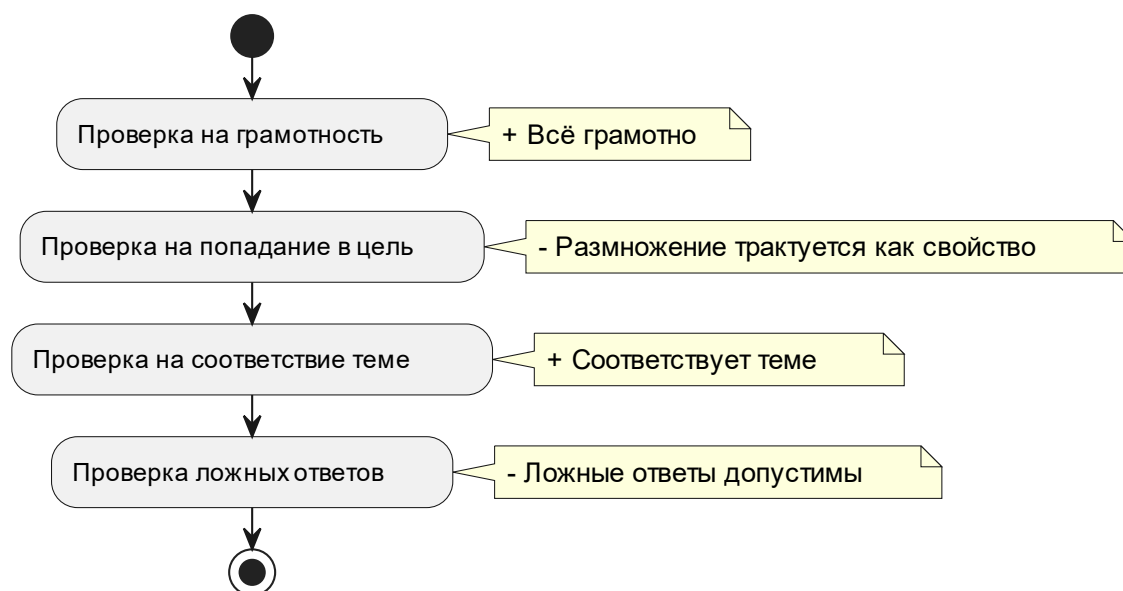 Проверка на грамотность
+ Всё грамотно
Проверка на попадание в цель
- Размножение трактуется как свойство
Проверка на соответствие теме
+ Соответствует теме
Проверка ложных ответов
- Ложные ответы допустимы